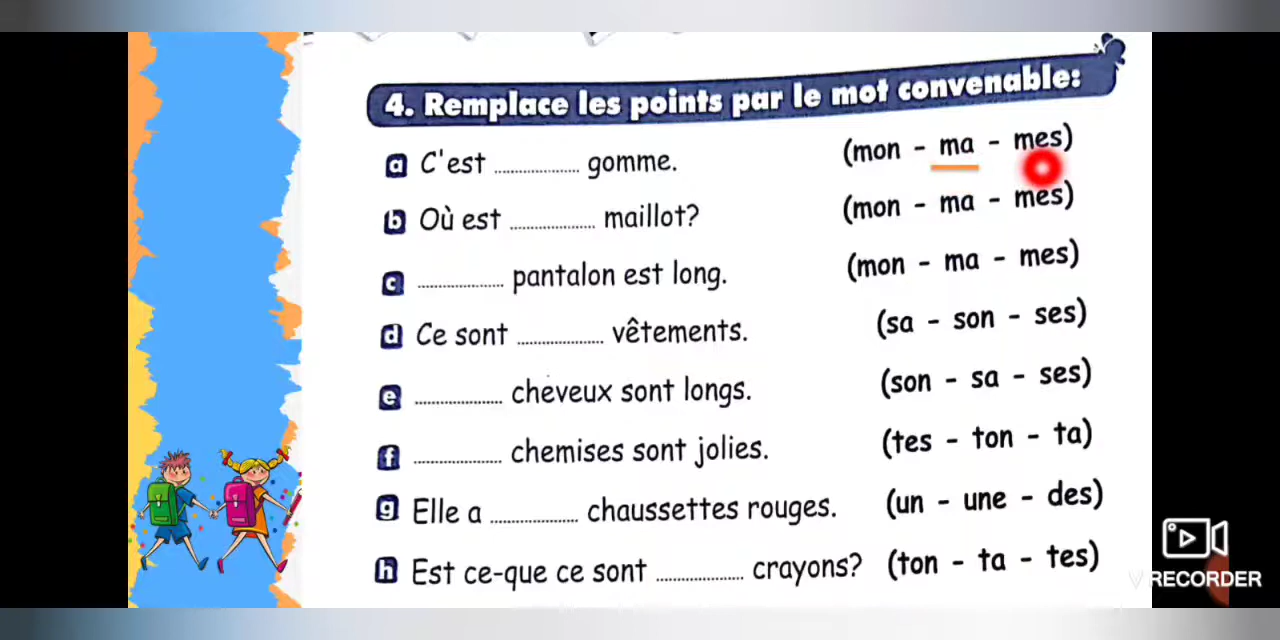 4. Remplace les points par le mot convenable:
a C'est ............... gomme. (mon - ma - mes)
b Où est ............... maillot? (mon - ma - mes)
c ............... pantalon est long. (mon - ma - mes)
d Ce sont ............... vêtements. (sa - son - ses)
e ............... cheveux sont longs. (son - sa - ses)
f ............... chemises sont jolies. (tes - ton - ta)
g Elle a ............... chaussettes rouges. (un - une - des)
h Est ce-que ce sont ............... crayons? (ton - ta - tes)
RECORDER